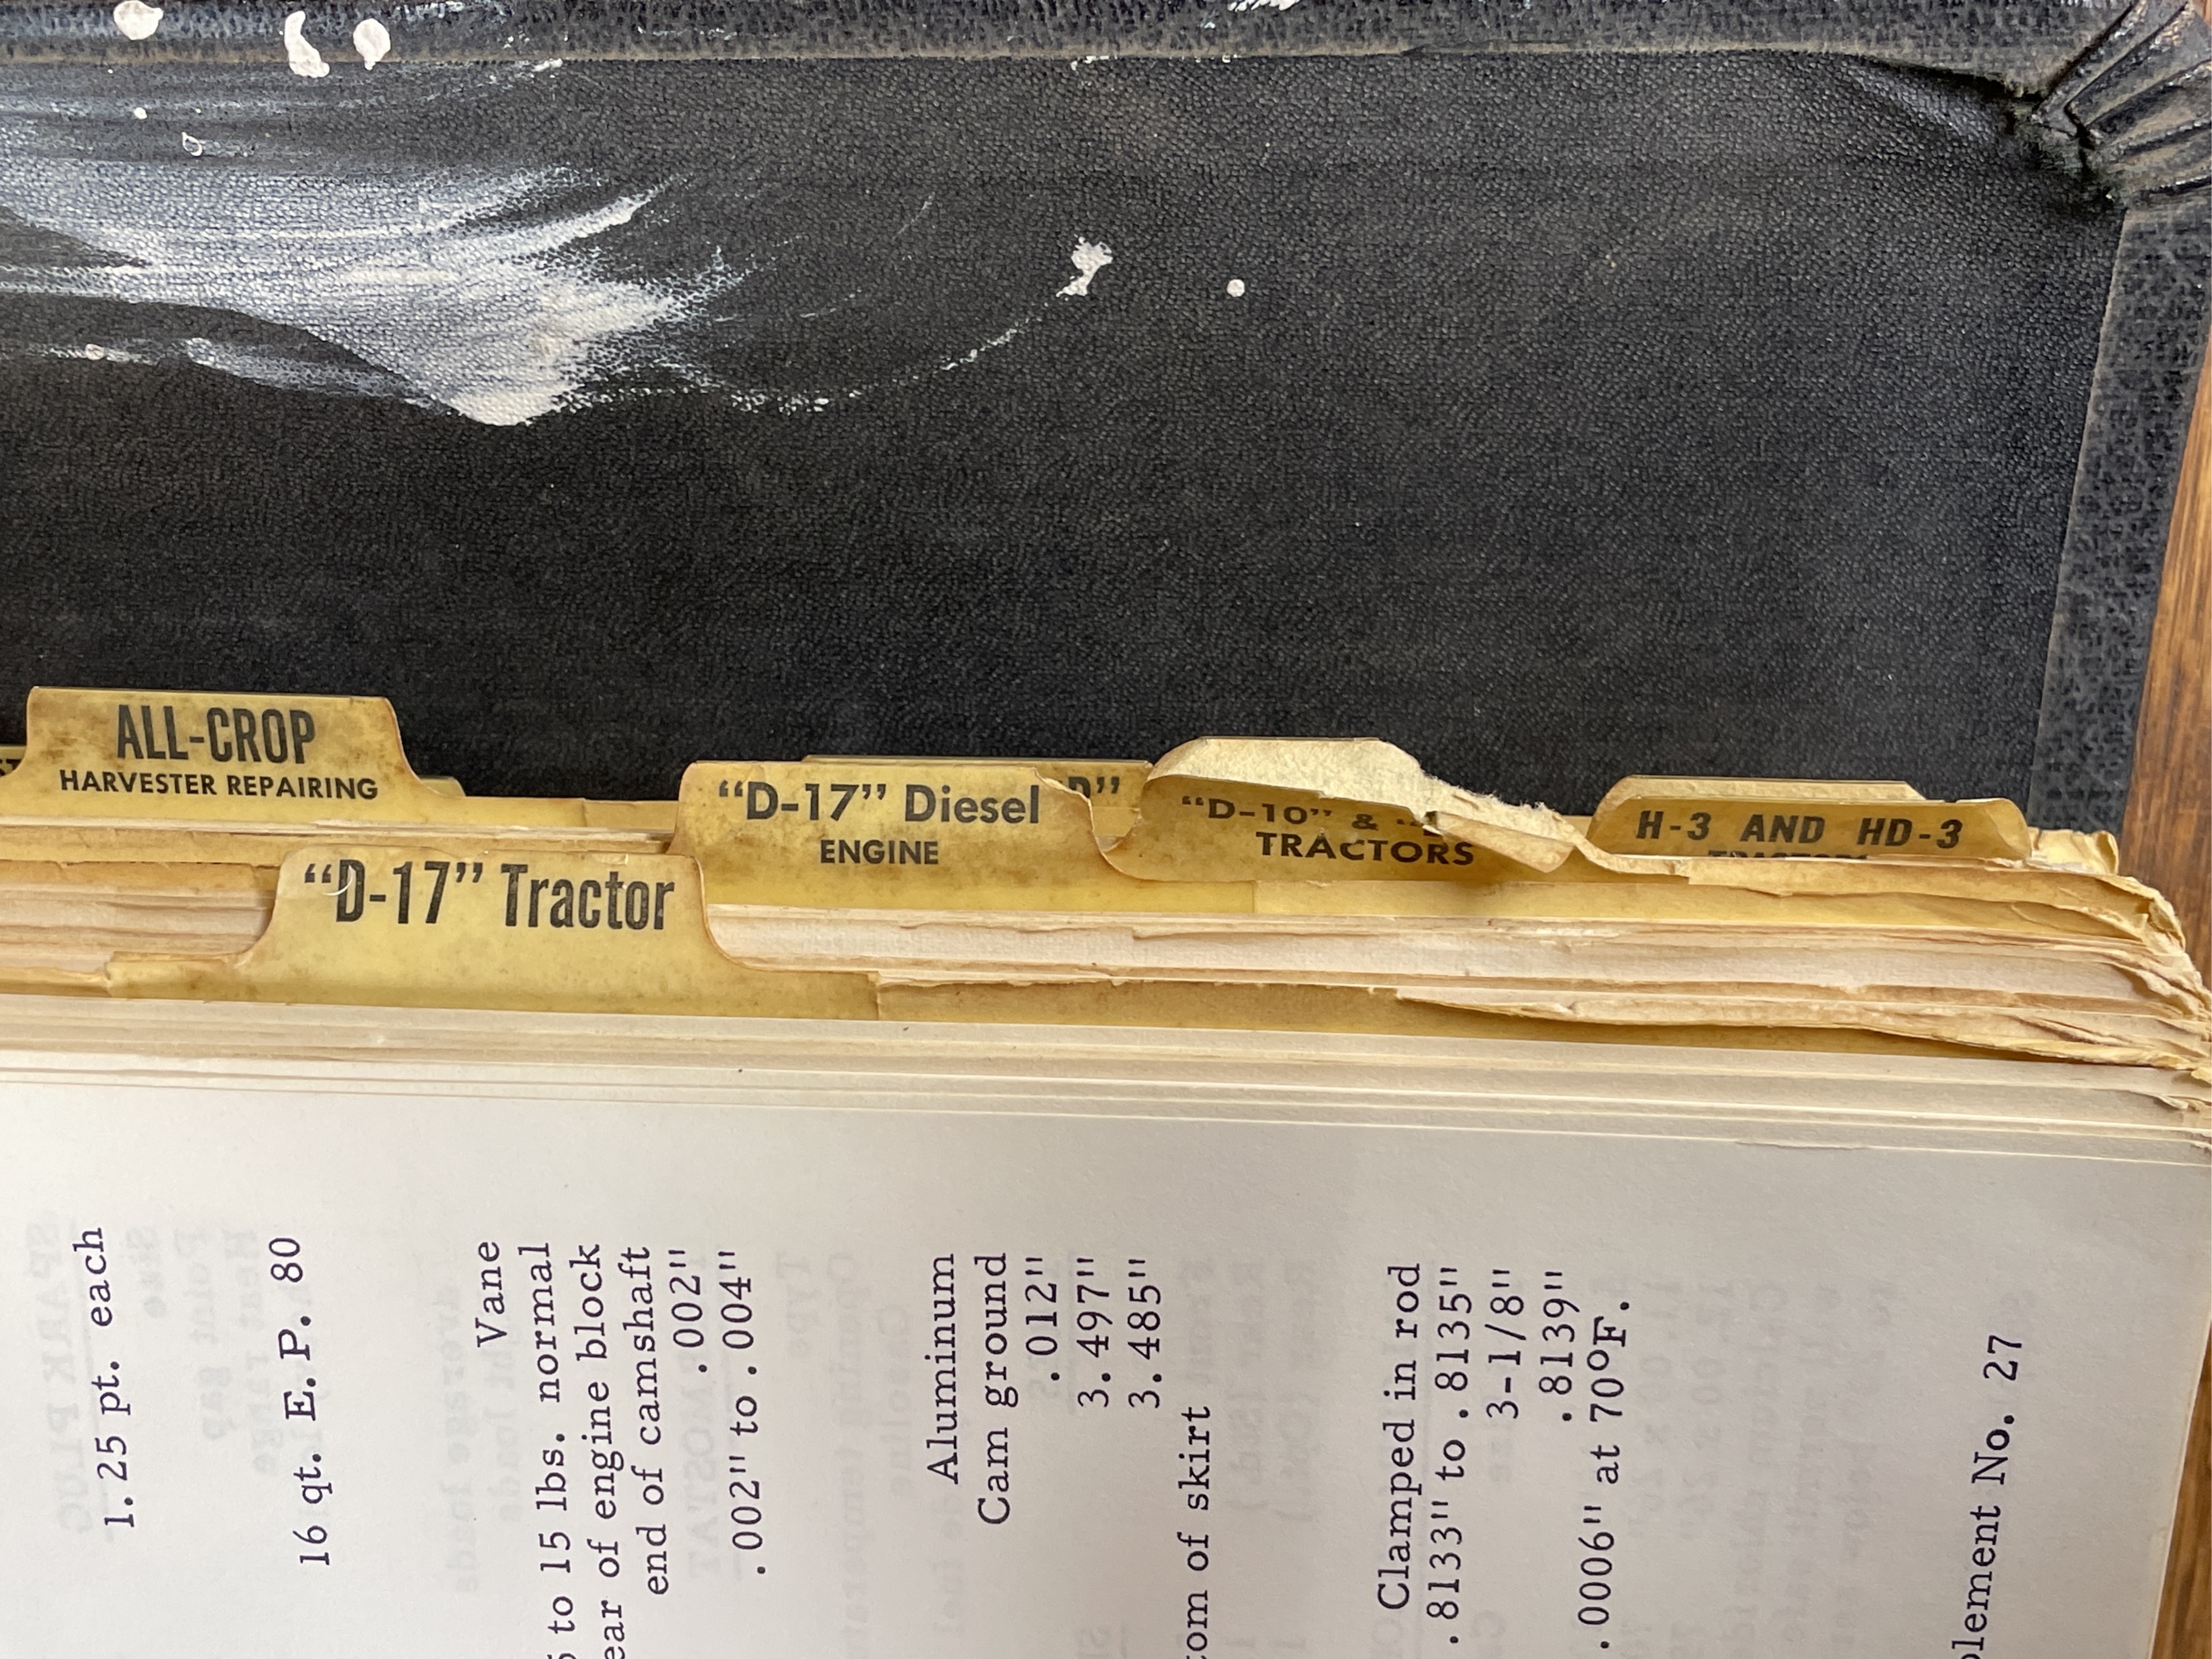 ALL-CROP
HARVESTER REPAIRING
"D-17" Diesel
ENGINE
D"
"D-10" &
TRACTORS
H-3 AND HD-3
"D-17" Tractor
1.25 pt. each
16 qt. E.P. 80
Vane
to 15 lbs. normal
of engine block
end of camshaft
.002"
.002" to .004"
Aluminum
Cam ground
.012"
3.497"
3.485"
of skirt
Clamped in rod
.8133" to .8135"
3-1/8"
.8139"
.0006" at 70°F.
No. 27